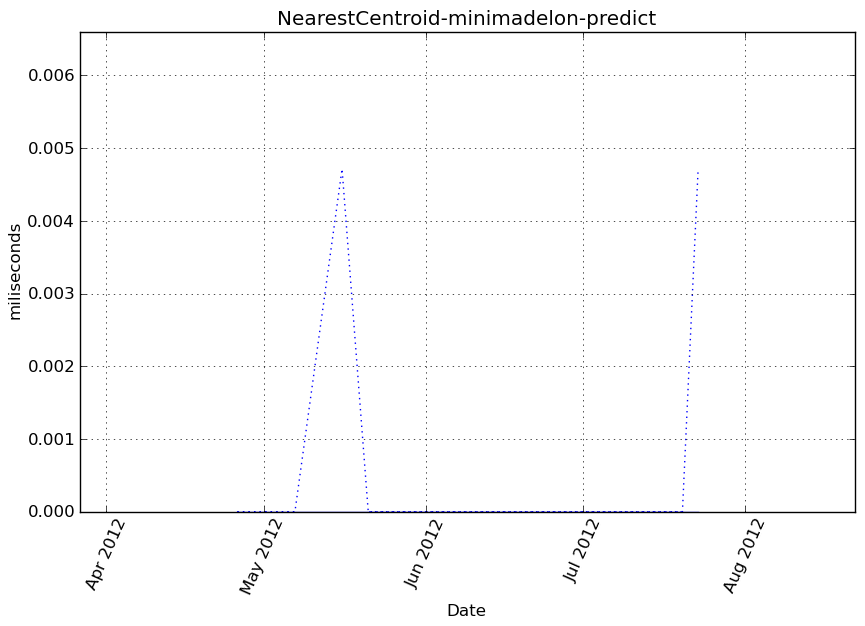 NearestCentroid-minimadelon-predict
0.006
0.005
0.004
0.003
0.002
0.001
0.000
miliseconds
Apr 2012
May 2012
Jun 2012
Jul 2012
Aug 2012
Date